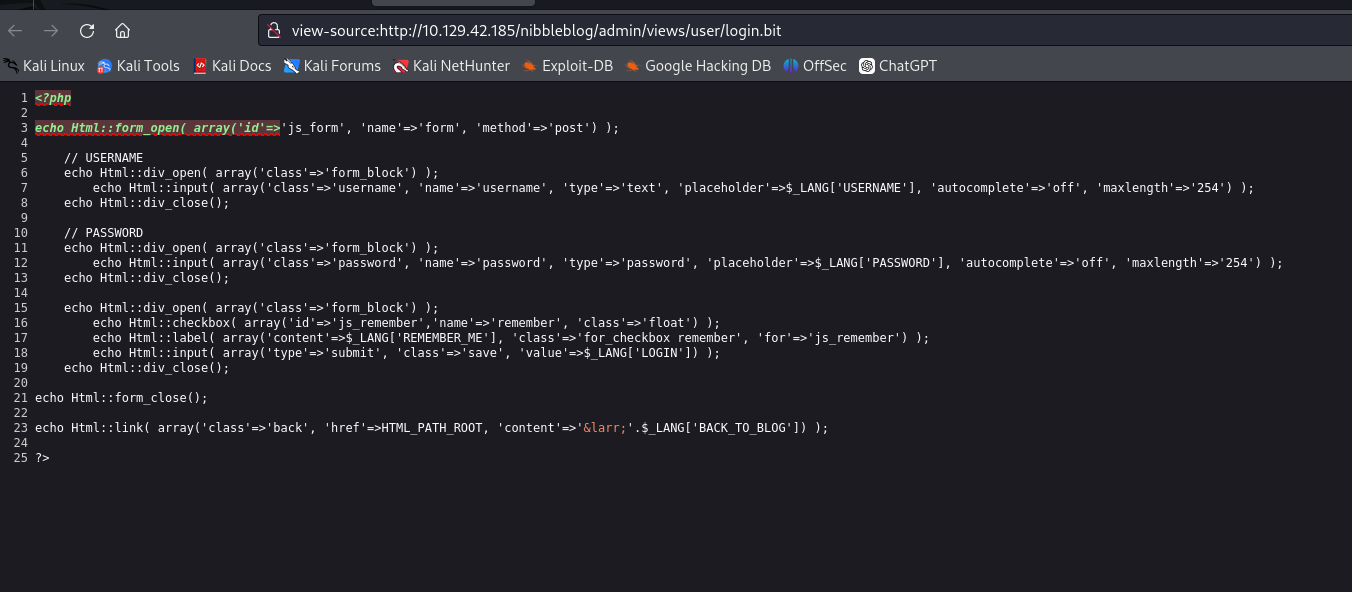 view-source:http://10.129.42.185/nibbleblog/admin/views/user/login.bit
Kali Linux Kali Tools Kali Docs Kali Forums Kali NetHunter Exploit-DB Google Hacking DB OffSec ChatGPT
1 <?php
2
3 echo Html::form_open( array('id'=>'js_form', 'name'=>'form', 'method'=>'post') );
4
5     // USERNAME
6     echo Html::div_open( array('class'=>'form_block') );
7         echo Html::input( array('class'=>'username', 'name'=>'username', 'type'=>'text', 'placeholder'=>$_LANG['USERNAME'], 'autocomplete'=>'off', 'maxlength'=>'254') );
8     echo Html::div_close();
9
10     // PASSWORD
11     echo Html::div_open( array('class'=>'form_block') );
12         echo Html::input( array('class'=>'password', 'name'=>'password', 'type'=>'password', 'placeholder'=>$_LANG['PASSWORD'], 'autocomplete'=>'off', 'maxlength'=>'254') );
13     echo Html::div_close();
14
15     echo Html::div_open( array('class'=>'form_block') );
16         echo Html::checkbox( array('id'=>'js_remember','name'=>'remember', 'class'=>'float') );
17         echo Html::label( array('content'=>$_LANG['REMEMBER_ME'], 'class'=>'for_checkbox remember', 'for'=>'js_remember') );
18         echo Html::input( array('type'=>'submit', 'class'=>'save', 'value'=>$_LANG['LOGIN']) );
19     echo Html::div_close();
20
21 echo Html::form_close();
22
23 echo Html::link( array('class'=>'back', 'href'=>HTML_PATH_ROOT, 'content'=>'&larr;'.$_LANG['BACK_TO_BLOG']) );
24
25 ?>